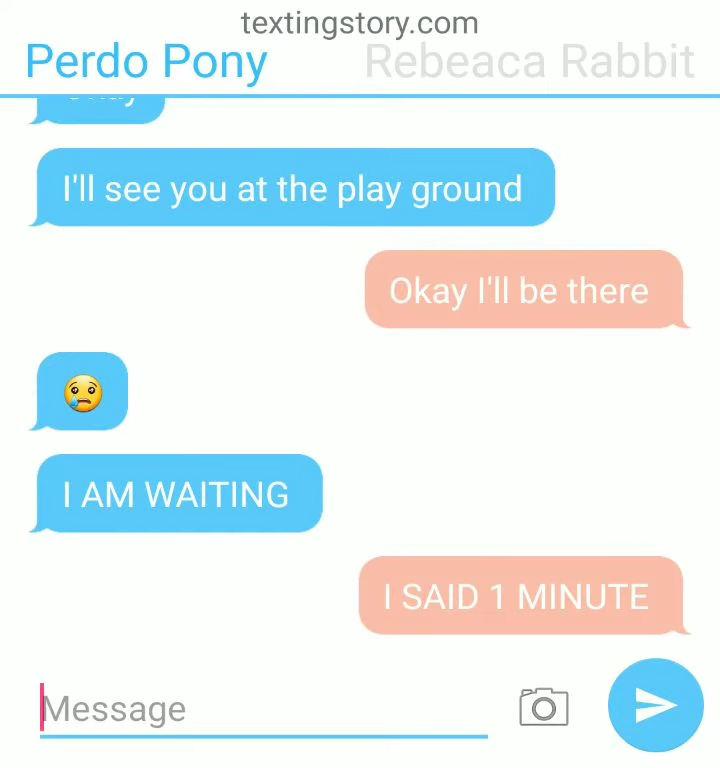 textingstory.com
Perdo Pony Rebeaca Rabbit
I'll see you at the play ground
Okay I'll be there
I AM WAITING
I SAID 1 MINUTE
Message